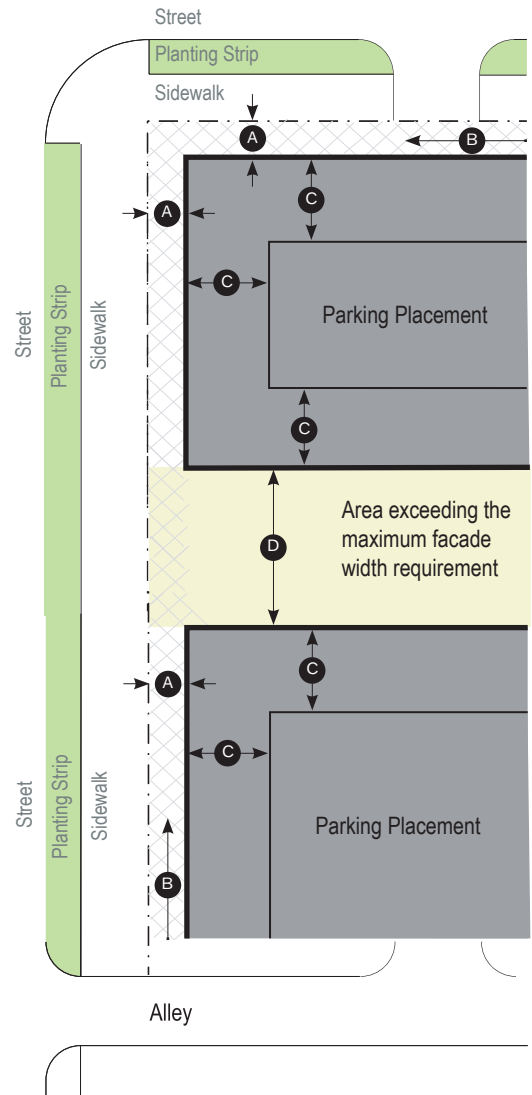 Street
Planting Strip
Sidewalk
A
B
C
A
C
Parking Placement
Street
Planting Strip
Sidewalk
C
Area exceeding the
maximum facade
width requirement
D
C
A
C
Street
Planting Strip
Sidewalk
Parking Placement
B
Alley